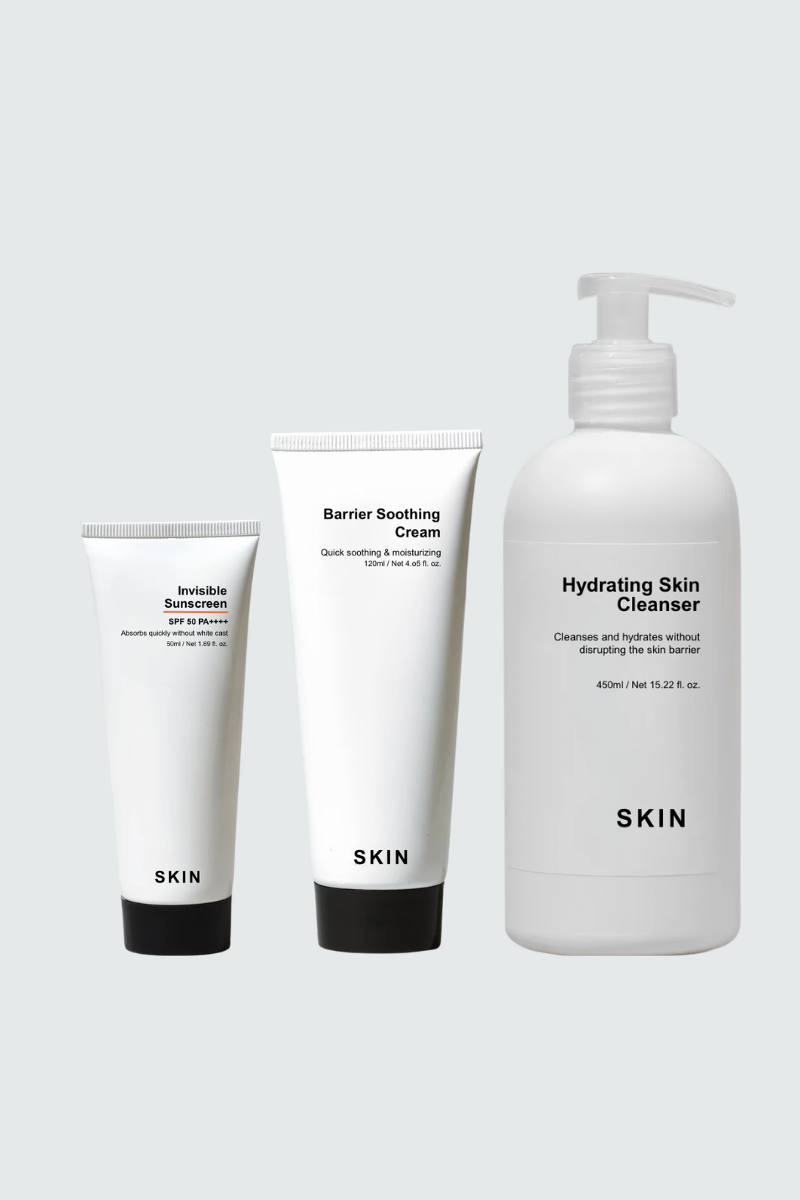 Invisible
Sunscreen
SPF 50 PA++++
Absorbs quickly without white cast
50ml / Net 1.69 fl. oz.
SKIN
Barrier Soothing
Cream
Quick soothing & moisturizing
120ml / Net 4.o5 fl. oz.
SKIN
Hydrating Skin
Cleanser
Cleanses and hydrates without
disrupting the skin barrier
450ml / Net 15.22 fl. oz.
SKIN